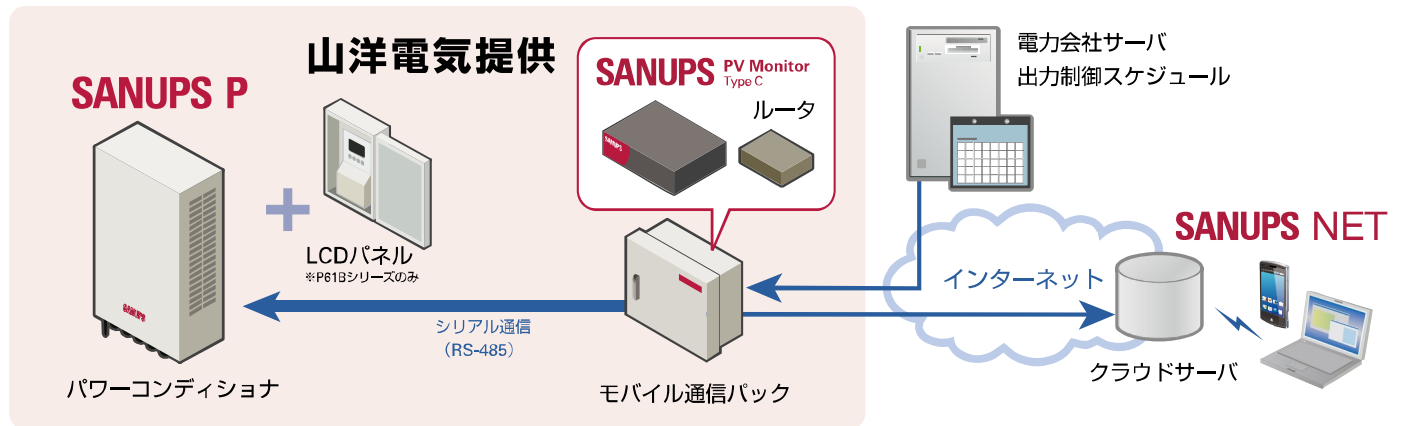 山洋電気提供
SANUPS P
LCDパネル
※P61Bシリーズのみ
SANUPS
パワーコンディショナ
シリアル通信
（RS-485）
SANUPS PV Monitor
Type C
ルータ
SANUPS
モバイル通信パック
電力会社サーバ
出力制御スケジュール
インターネット
SANUPS NET
クラウドサーバ